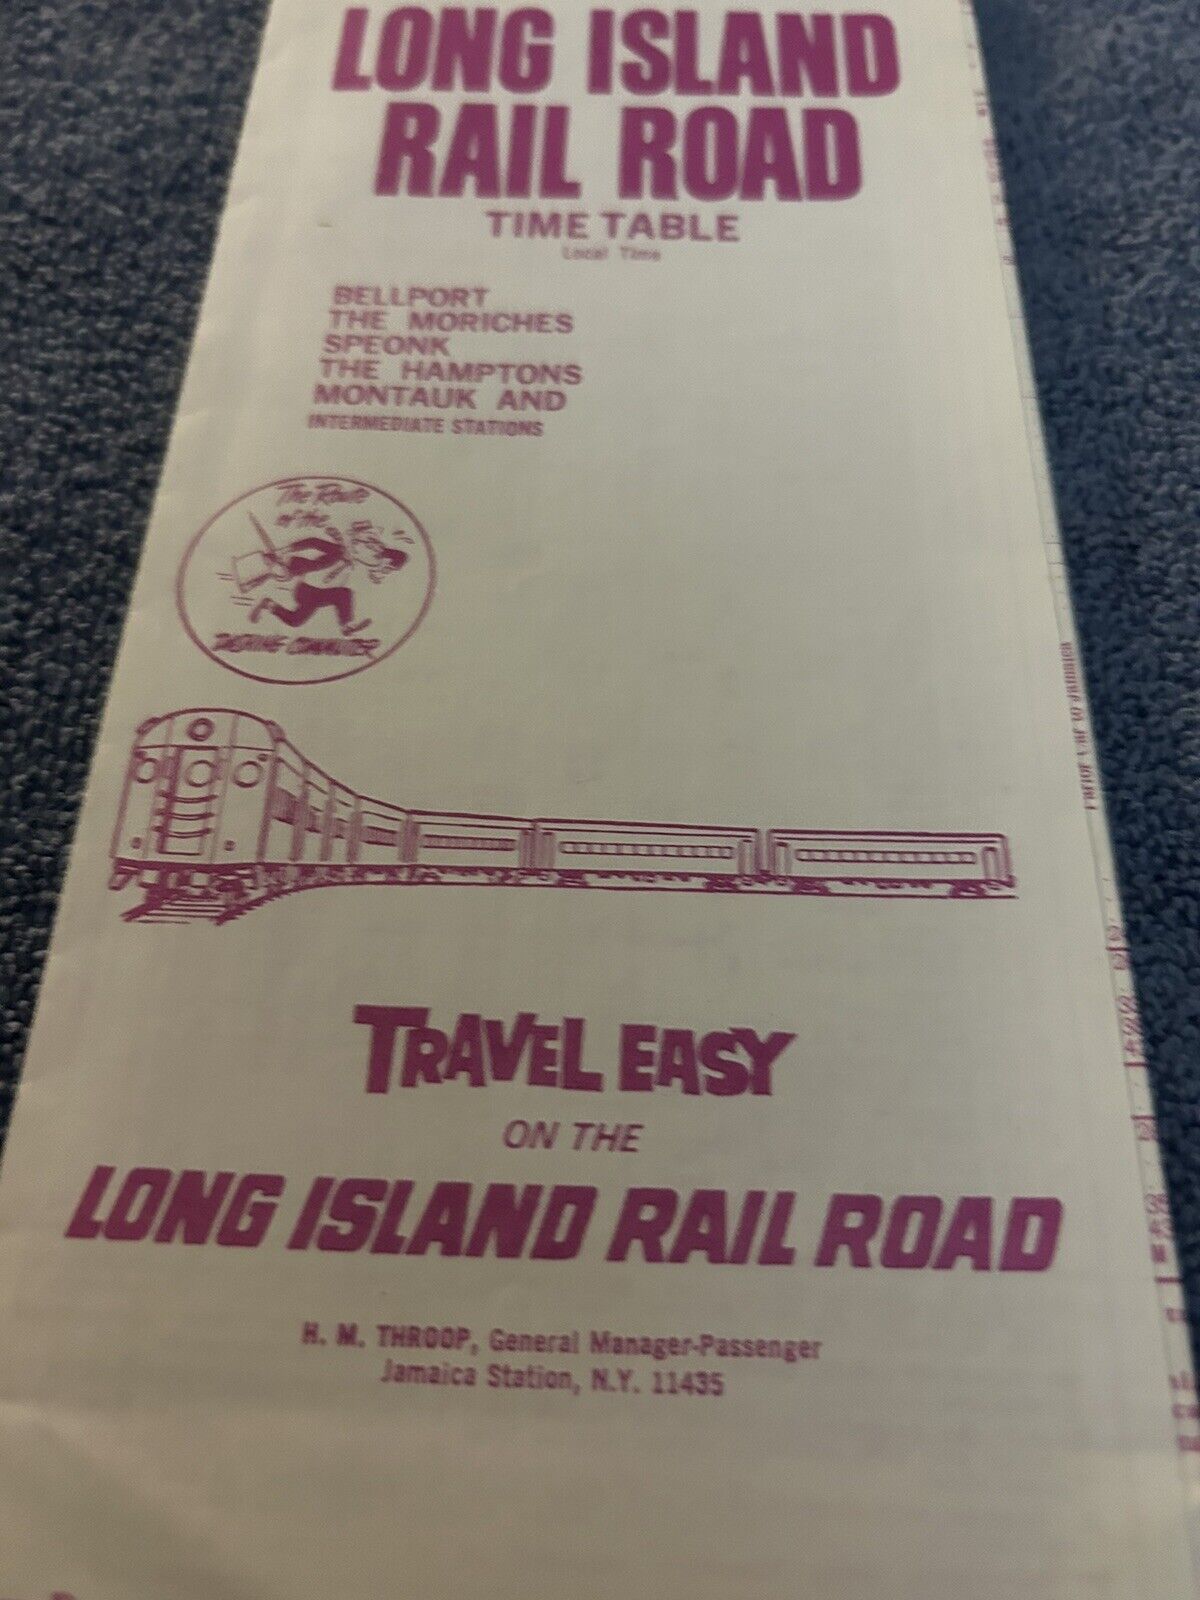 LONG ISLAND
RAIL ROAD
TIME TABLE
Local Time
BELLPORT
THE MORICHES
SPEONK
THE HAMPTONS
MONTAUK AND
INTERMEDIATE STATIONS
The Route
of the
DASHING COMMUTER
TRAVEL EASY
ON THE
LONG ISLAND RAIL ROAD
H. M. THROOP, General Manager-Passenger
Jamaica Station, N.Y. 11435